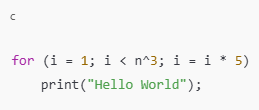 c
for (i = 1; i < n^3; i = i * 5)
    print("Hello World");